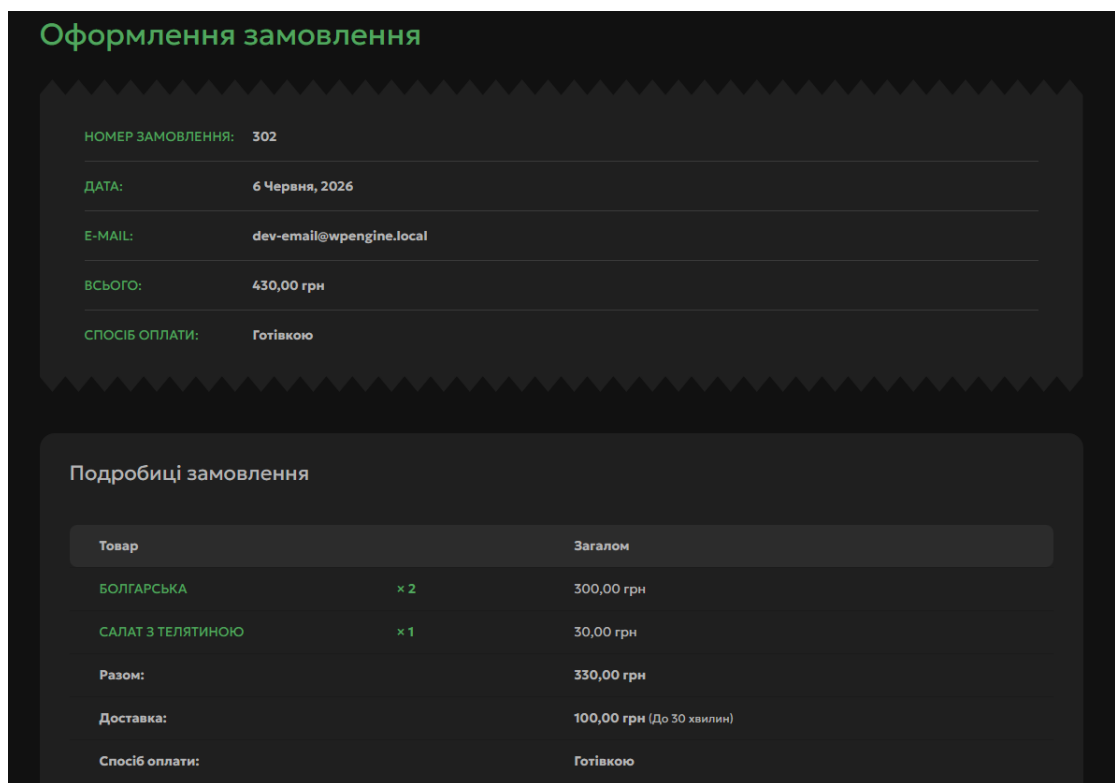 Оформлення замовлення
НОМЕР ЗАМОВЛЕННЯ: 302
ДАТА: 6 Червня, 2026
E-MAIL: dev-email@wpengine.local
ВСЬОГО: 430,00 грн
СПОСІБ ОПЛАТИ: Готівкою
Подробиці замовлення
Товар Загалом
БОЛГАРСЬКА × 2 300,00 грн
САЛАТ З ТЕЛЯТИНОЮ × 1 30,00 грн
Разом: 330,00 грн
Доставка: 100,00 грн (До 30 хвилин)
Спосіб оплати: Готівкою